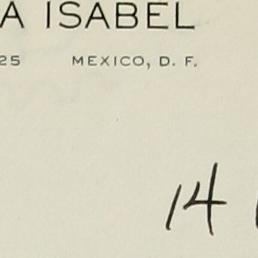 A ISABEL
25 MEXICO, D. F.
14